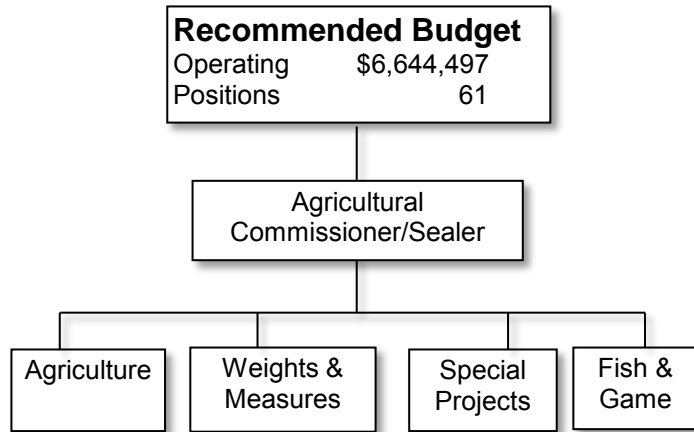 Recommended Budget
Operating $6,644,497
Positions 61
Agricultural
Commissioner/Sealer
Agriculture
Weights &
Measures
Special
Projects
Fish &
Game